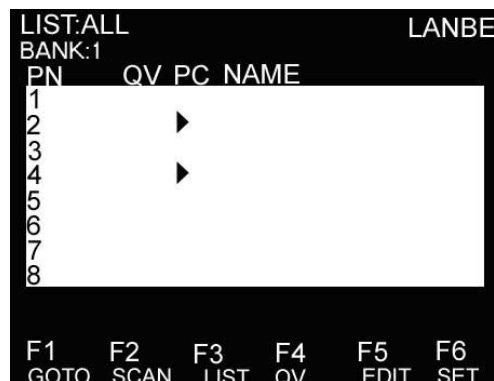 LIST:ALL LANBE
BANK:1
PN QV PC NAME
1
2
3
4
5
6
7
8
F1 F2 F3 F4 F5 F6
GOTO SCAN LIST QV EDIT SET